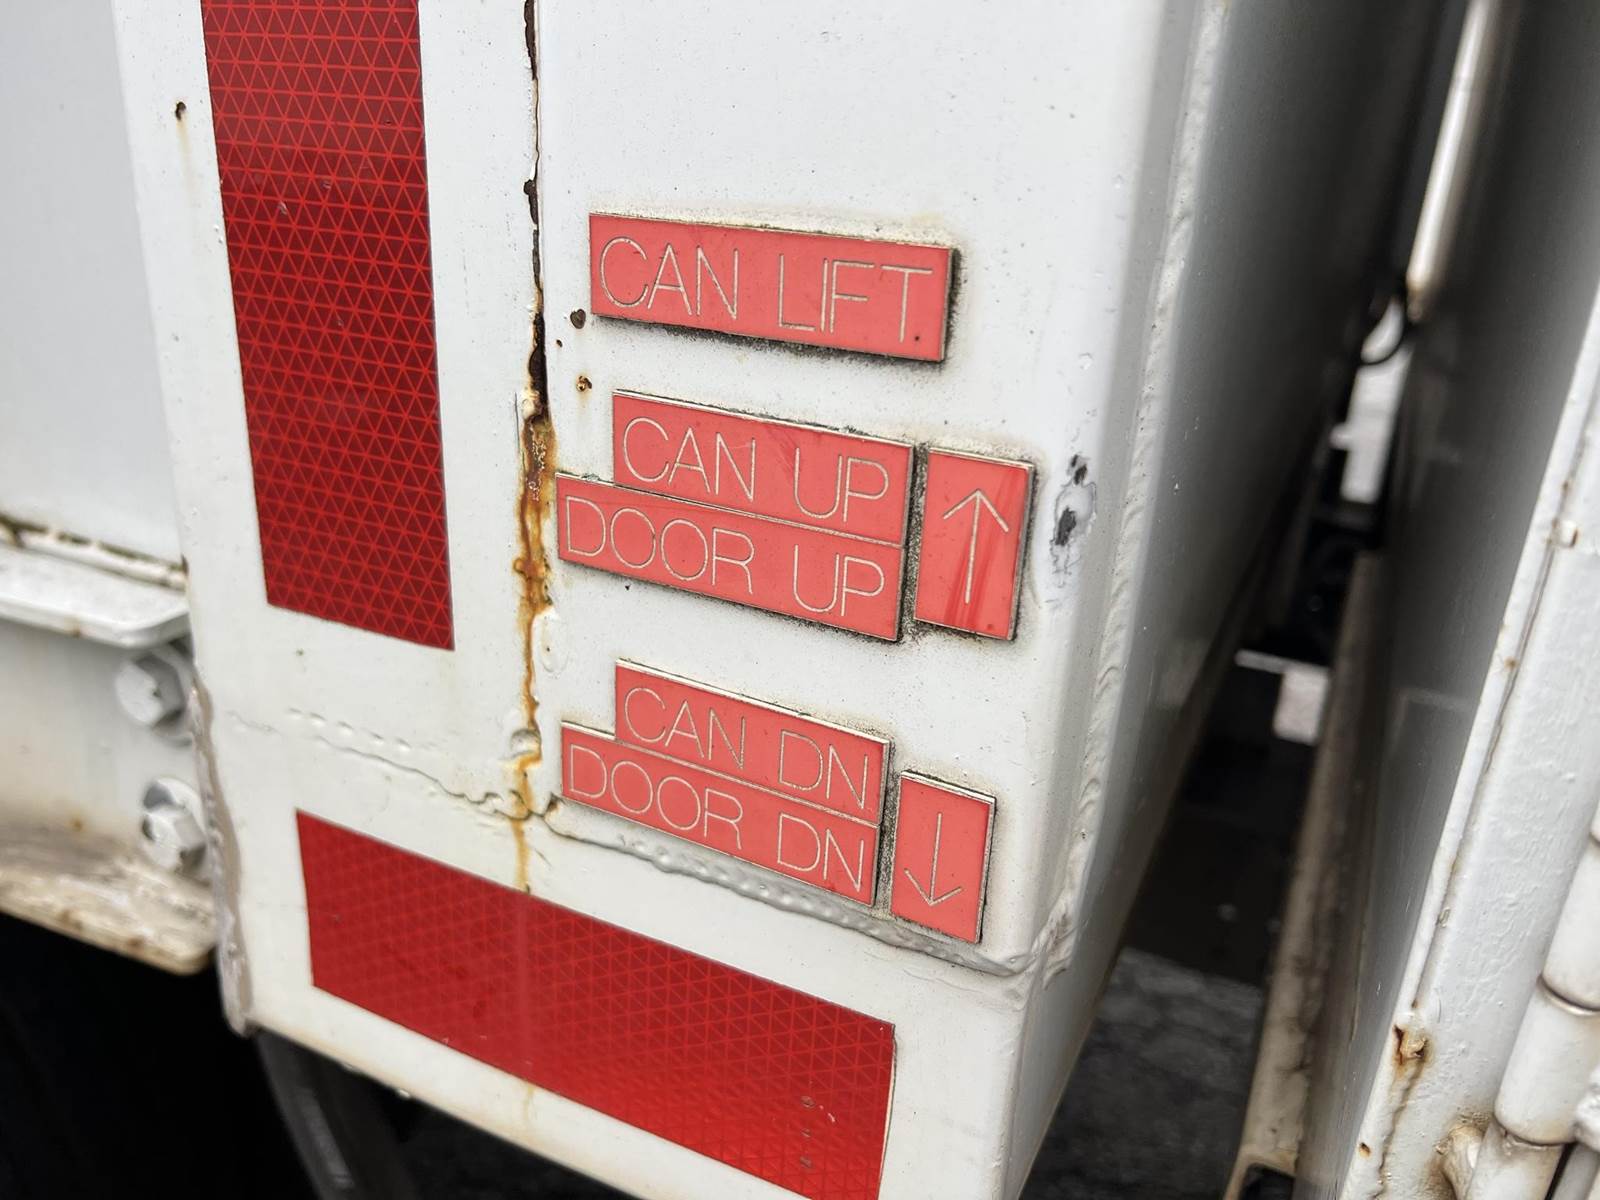 CAN LIFT
CAN UP
DOOR UP
↑
CAN DN
DOOR DN
↓